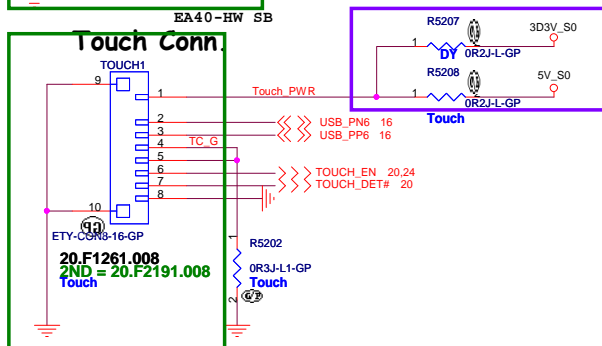 EA40-HW SB
Touch Conn.
TOUCH1
9
1
2
3
4
5
6
7
8
10
Touch_PWR
USB_PN6 16
USB_PP6 16
TC_G
TOUCH_EN 20,24
TOUCH_DET# 20
ETY-CON8-16-GP
20.F1261.008
2ND = 20.F2191.008
Touch
R5202
1
0R3J-L1-GP
Touch
2
R5207
1
2
DY 0R2J-L-GP
3D3V_S0
R5208
1
2
0R2J-L-GP
Touch
5V_S0